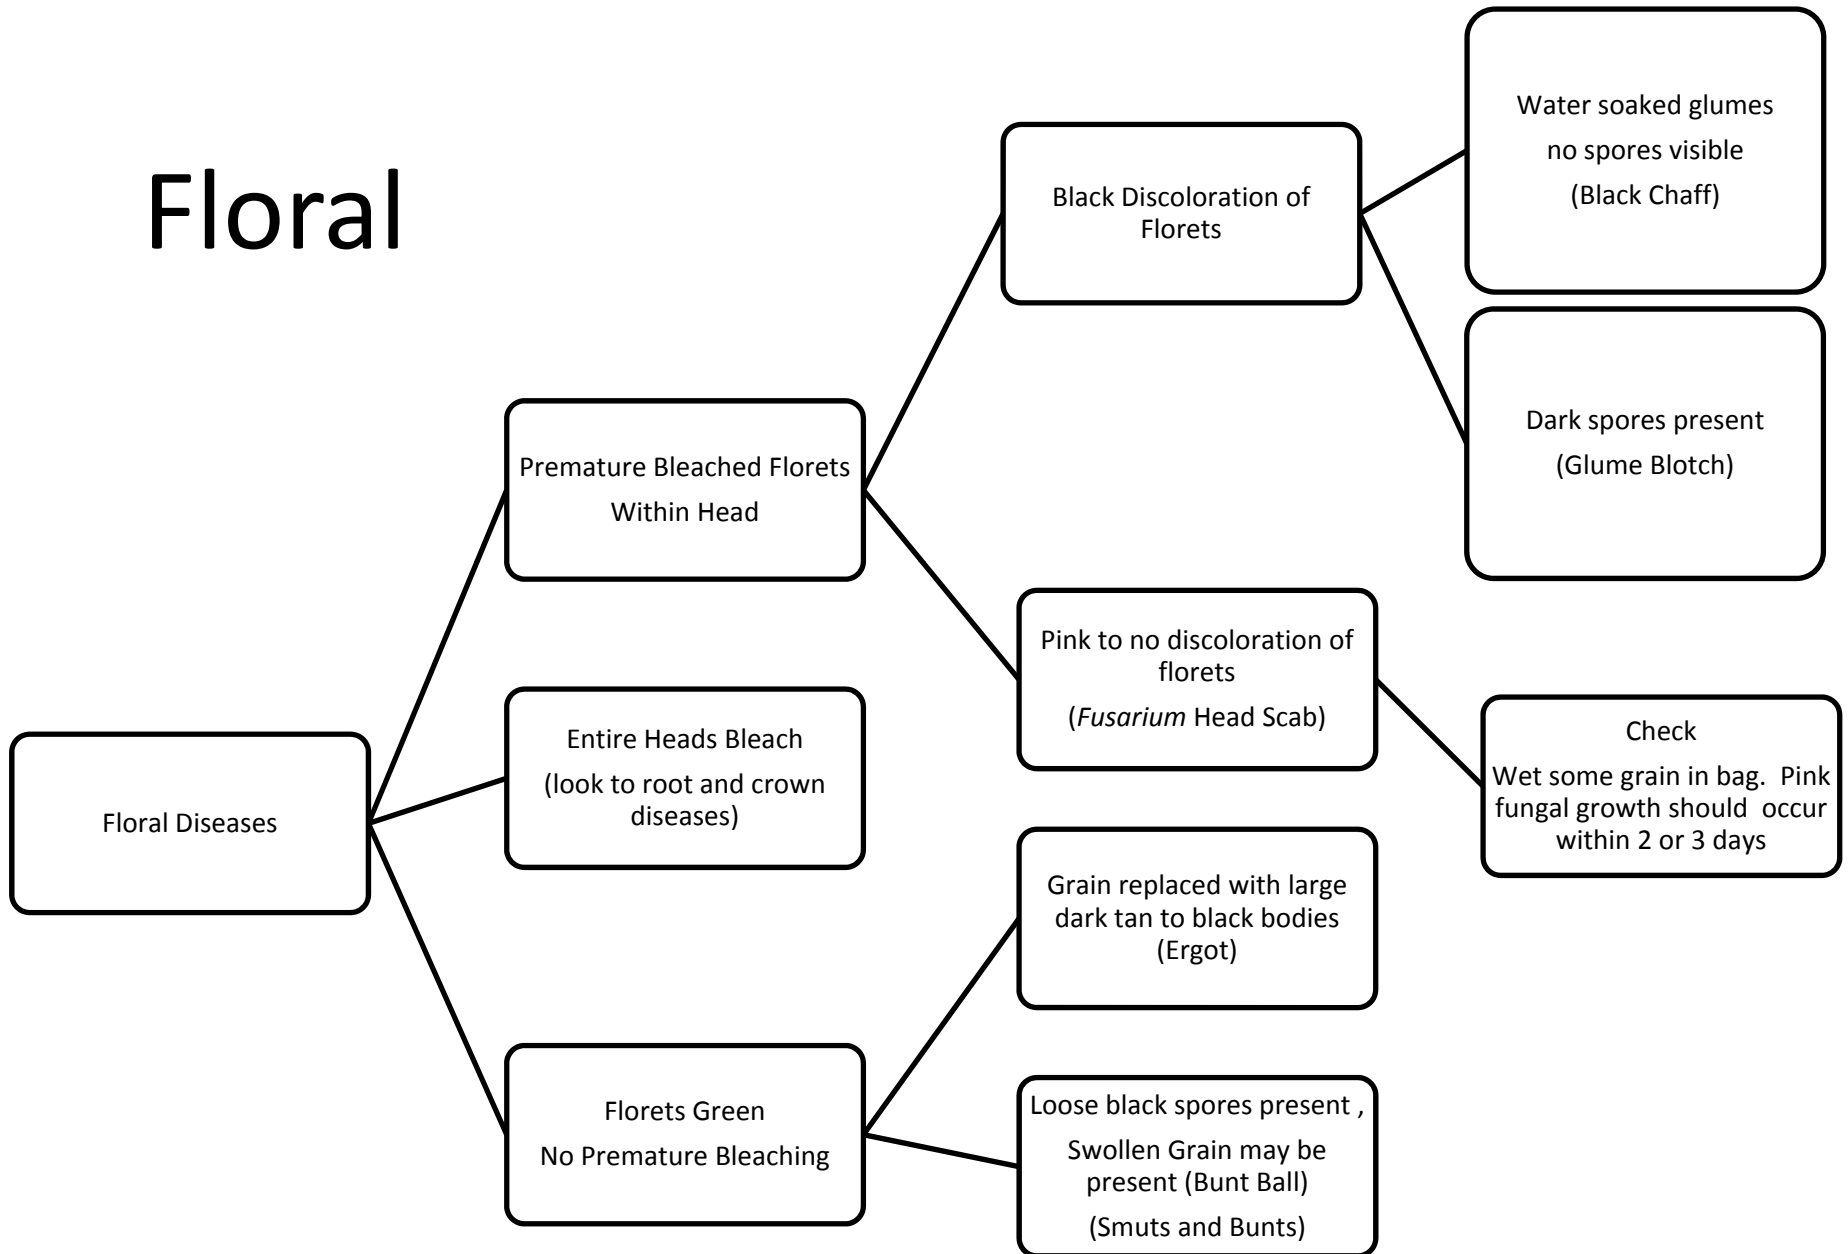 Floral
Floral Diseases
Premature Bleached Florets
Within Head
Black Discoloration of
Florets
Water soaked glumes
no spores visible
(Black Chaff)
Dark spores present
(Glume Blotch)
Pink to no discoloration of
florets
(Fusarium Head Scab)
Check
Wet some grain in bag.  Pink
fungal growth should  occur
within 2 or 3 days
Entire Heads Bleach
(look to root and crown
diseases)
Florets Green
No Premature Bleaching
Grain replaced with large
dark tan to black bodies
(Ergot)
Loose black spores present ,
Swollen Grain may be
present (Bunt Ball)
(Smuts and Bunts)